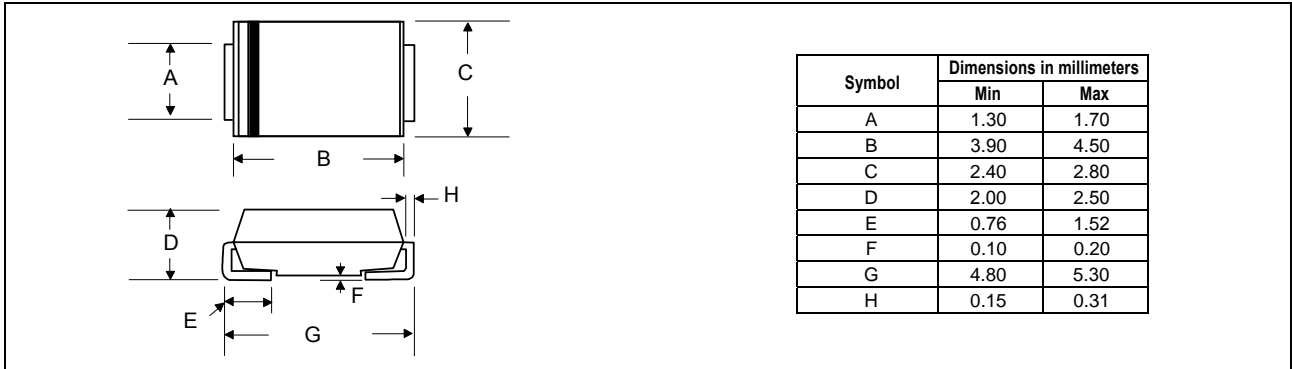 A
C
B
H
D
F
E
G
Symbol Dimensions in millimeters
Min Max
A 1.30 1.70
B 3.90 4.50
C 2.40 2.80
D 2.00 2.50
E 0.76 1.52
F 0.10 0.20
G 4.80 5.30
H 0.15 0.31